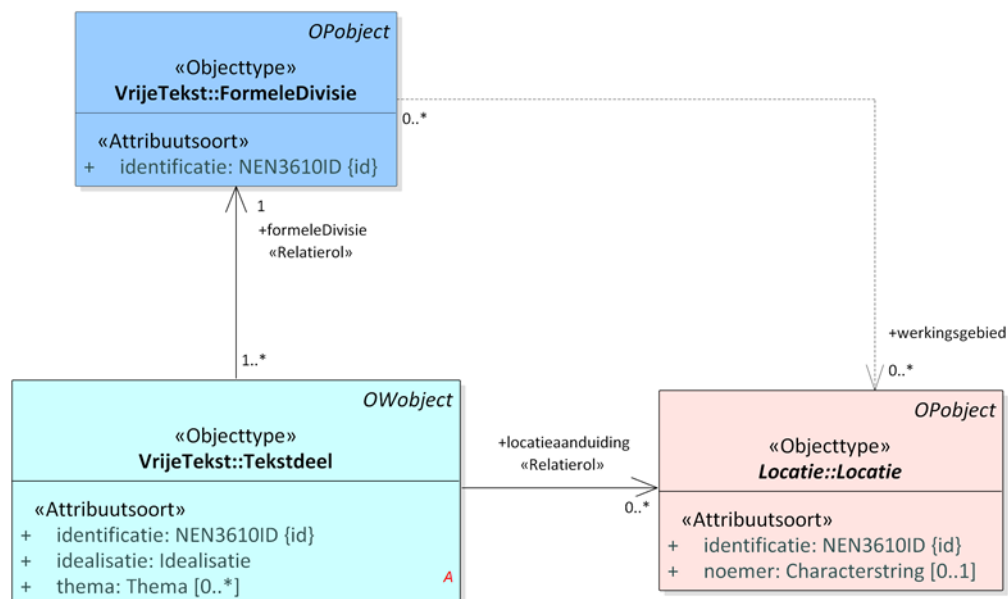 OPobject
«Objecttype»
VrijeTekst::FormeleDivisie
«Attribuutsoort»
+ identificatie: NEN3610ID {id}
0..*
1
+formeleDivisie
«Relatierol»
+werkingsgebied
1..*
0..*
OWobject
«Objecttype»
VrijeTekst::Tekstdeel
«Attribuutsoort»
+ identificatie: NEN3610ID {id}
+ idealisatie: Idealisatie
+ thema: Thema [0..*]
A
+locatieaanduiding
«Relatierol»
0..*
OPobject
«Objecttype»
Locatie::Locatie
«Attribuutsoort»
+ identificatie: NEN3610ID {id}
+ noemer: Characterstring [0..1]